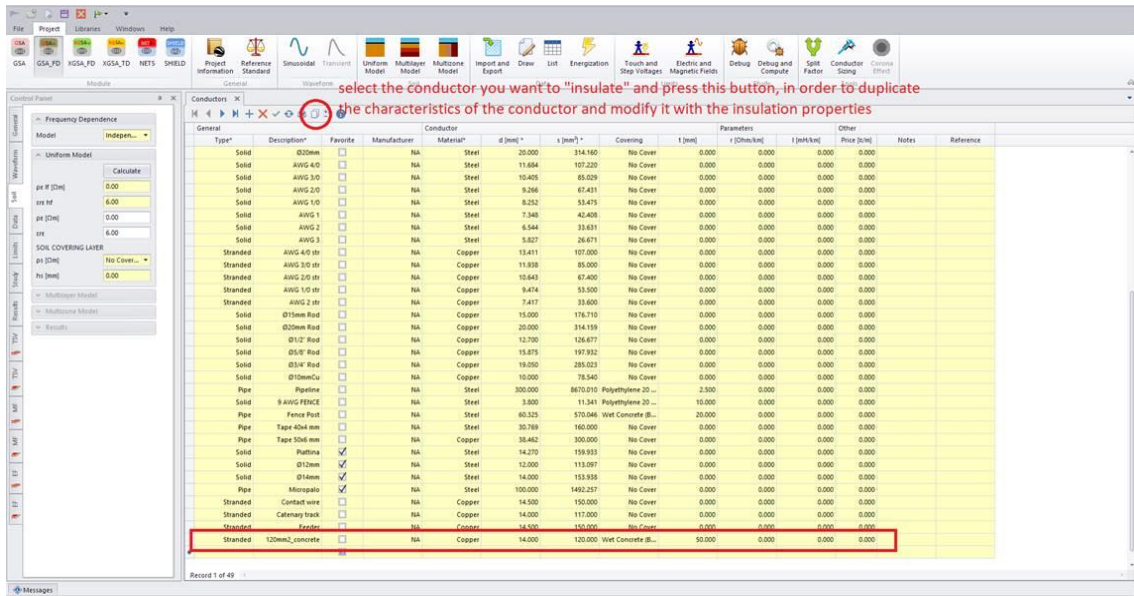 File Project Libraries Windows Help
GSA GSA_FD XGSA_FD XGSA_TD NETS SHIELD
Project Information Reference Standard Sinusoidal Transient Uniform Model Multilayer Model Multizone Model Import and Export Draw List Energization Touch and Step Voltages Electric and Magnetic Fields Debug Debug and Compute Split Factor Conductor Sizing Corona Effect
Module General Waveform
select the conductor you want to "insulate" and press this button, in order to duplicate
the characteristics of the conductor and modify it with the insulation properties
Control Panel
Conductors
General Waveform Soil Data Limits Study Results TSV TSV MF MF EF EF
Frequency Dependence
Model Indepen...
Uniform Model
Calculate
0.00
6.00
0.00
6.00
SOIL COVERING LAYER
ρs [Ωm] No Cover...
hs [mm] 0.00
Multilayer Model
Multizone Model
Results
General Conductor Parameters Other
Type* Description* Favorite Manufacturer Material* d [mm] * s [mm²] * Covering t [mm] r [Ohm/km] l [mH/km] Notes Reference
Solid Ø20mm NA Steel 20.000 314.160 No Cover 0.000 0.000 0.000 0.000
Solid AWG 4/0 NA Steel 11.684 107.220 No Cover 0.000 0.000 0.000 0.000
Solid AWG 3/0 NA Steel 10.405 85.029 No Cover 0.000 0.000 0.000 0.000
Solid AWG 2/0 NA Steel 9.266 67.431 No Cover 0.000 0.000 0.000 0.000
Solid AWG 1/0 NA Steel 8.252 53.475 No Cover 0.000 0.000 0.000 0.000
Solid AWG 1 NA Steel 7.348 42.408 No Cover 0.000 0.000 0.000 0.000
Solid AWG 2 NA Steel 6.544 33.631 No Cover 0.000 0.000 0.000 0.000
Solid AWG 3 NA Steel 5.827 26.671 No Cover 0.000 0.000 0.000 0.000
Stranded AWG 4/0 str NA Copper 13.411 107.000 No Cover 0.000 0.000 0.000 0.000
Stranded AWG 3/0 str NA Copper 11.938 85.000 No Cover 0.000 0.000 0.000 0.000
Stranded AWG 2/0 str NA Copper 10.643 67.400 No Cover 0.000 0.000 0.000 0.000
Stranded AWG 1/0 str NA Copper 9.474 53.500 No Cover 0.000 0.000 0.000 0.000
Stranded AWG 2 str NA Copper 7.417 33.600 No Cover 0.000 0.000 0.000 0.000
Solid Ø15mm Rod NA Copper 15.000 176.710 No Cover 0.000 0.000 0.000 0.000
Solid Ø20mm Rod NA Copper 20.000 314.159 No Cover 0.000 0.000 0.000 0.000
Solid Ø1/2' Rod NA Copper 12.700 126.677 No Cover 0.000 0.000 0.000 0.000
Solid Ø5/8' Rod NA Copper 15.875 197.932 No Cover 0.000 0.000 0.000 0.000
Solid Ø3/4' Rod NA Copper 19.050 285.023 No Cover 0.000 0.000 0.000 0.000
Solid Ø10mmCu NA Copper 10.000 78.540 No Cover 0.000 0.000 0.000 0.000
Pipe Pipeline NA Steel 300.000 8670.010 Polyethylene 20 ... 2.500 0.000 0.000 0.000
Solid 9 AWG FENCE NA Steel 3.800 11.341 Polyethylene 20 ... 10.000 0.000 0.000 0.000
Pipe Fence Post NA Steel 60.325 570.046 Wet Concrete (B... 20.000 0.000 0.000 0.000
Pipe Tape 40x4 mm NA Steel 30.769 160.000 No Cover 0.000 0.000 0.000 0.000
Pipe Tape 50x6 mm NA Copper 38.462 300.000 No Cover 0.000 0.000 0.000 0.000
Solid Piattina NA Steel 14.270 159.933 No Cover 0.000 0.000 0.000 0.000
Solid Ø12mm NA Steel 12.000 113.097 No Cover 0.000 0.000 0.000 0.000
Solid Ø14mm NA Steel 14.000 153.938 No Cover 0.000 0.000 0.000 0.000
Pipe Micropalo NA Steel 100.000 1492.257 No Cover 0.000 0.000 0.000 0.000
Stranded Contact wire NA Copper 14.500 150.000 No Cover 0.000 0.000 0.000 0.000
Stranded Catenary track NA Copper 14.000 117.000 No Cover 0.000 0.000 0.000 0.000
Stranded Feeder NA Copper 14.500 150.000 No Cover 0.000 0.000 0.000 0.000
Stranded 120mm2_concrete NA Copper 14.000 120.000 Wet Concrete (B... 50.000 0.000 0.000 0.000
Record 1 of 49
Messages